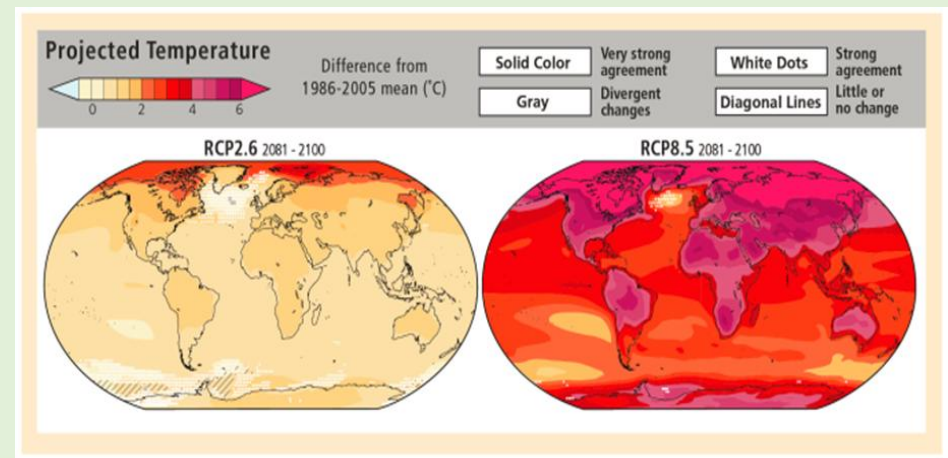 Projected Temperature
0 2 4 6
Difference from
1986-2005 mean (˚C)
Solid Color
Very strong
agreement
White Dots
Strong
agreement
Gray
Divergent
changes
Diagonal Lines
Little or
no change
RCP2.6 2081 - 2100
RCP8.5 2081 - 2100